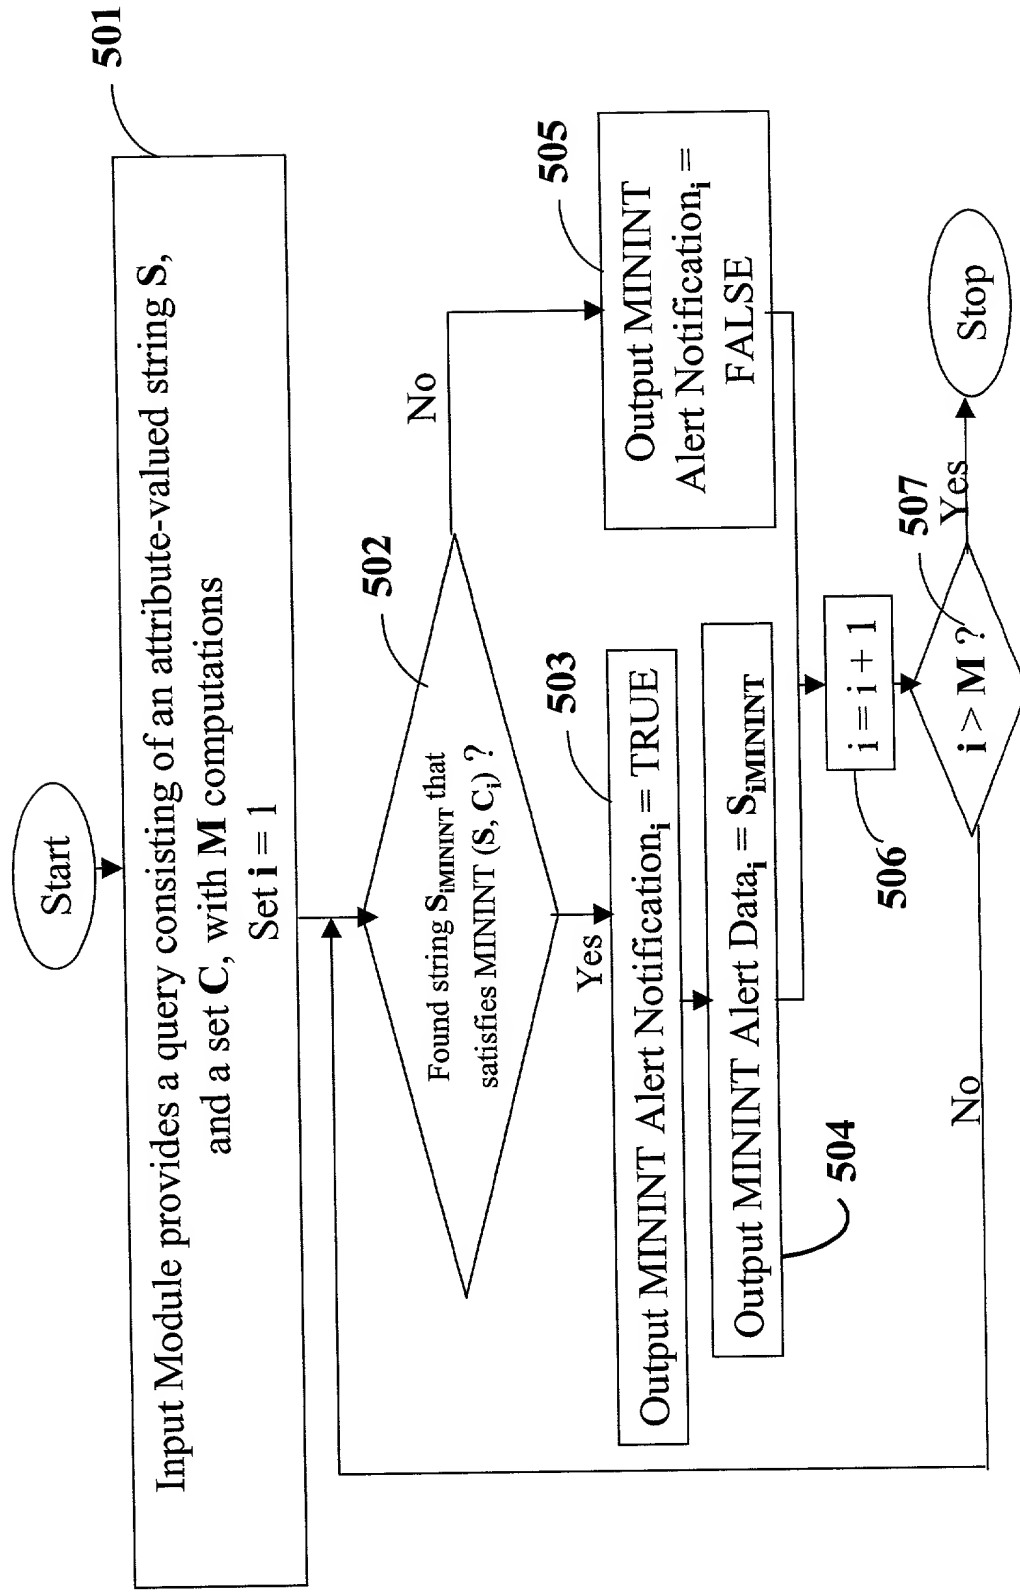 Start
501
Input Module provides a query consisting of an attribute-valued string S,
and a set C, with M computations
Set i = 1
502
Found string SiMININT that
satisfies MININT (S, Ci) ?
No
Yes
503
Output MININT Alert Notificationi = TRUE
Output MININT Alert Datai = SiMININT
504
505
Output MININT
Alert Notificationi =
FALSE
i = i + 1
506
i > M ?
507
Yes
No
Stop